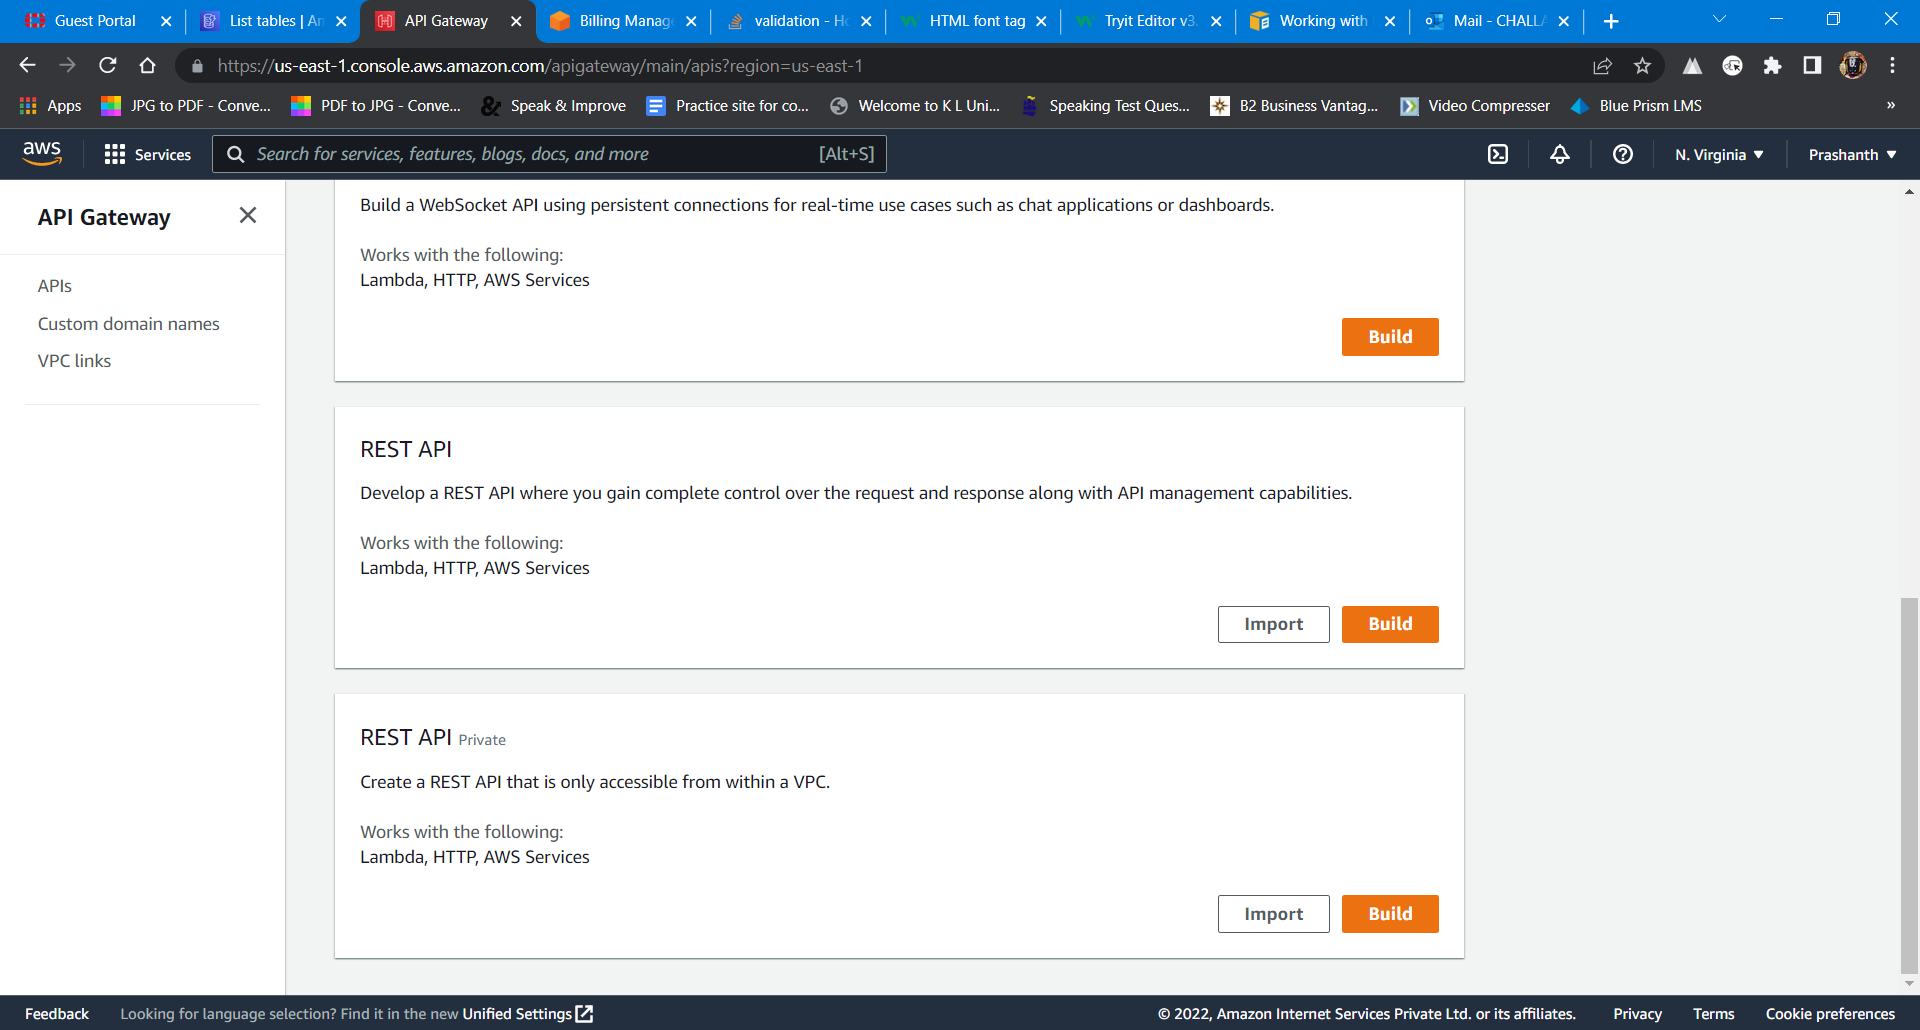 Guest Portal
List tables | An
API Gateway
Billing Manage
validation - Ho
HTML font tag
Tryit Editor v3.
Working with
Mail - CHALLA
https://us-east-1.console.aws.amazon.com/apigateway/main/apis?region=us-east-1
Apps
JPG to PDF - Conve...
PDF to JPG - Conve...
Speak & Improve
Practice site for co...
Welcome to K L Uni...
Speaking Test Ques...
B2 Business Vantag...
Video Compresser
Blue Prism LMS
»
aws
Services
Search for services, features, blogs, docs, and more
[Alt+S]
N. Virginia
Prashanth
API Gateway
APIs
Custom domain names
VPC links
Build a WebSocket API using persistent connections for real-time use cases such as chat applications or dashboards.
Works with the following:
Lambda, HTTP, AWS Services
Build
REST API
Develop a REST API where you gain complete control over the request and response along with API management capabilities.
Works with the following:
Lambda, HTTP, AWS Services
Import
Build
REST API Private
Create a REST API that is only accessible from within a VPC.
Works with the following:
Lambda, HTTP, AWS Services
Import
Build
Feedback
Looking for language selection? Find it in the new Unified Settings
© 2022, Amazon Internet Services Private Ltd. or its affiliates.
Privacy
Terms
Cookie preferences